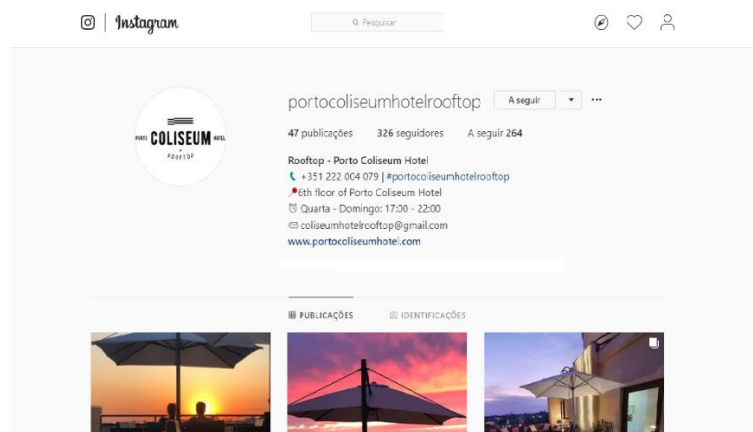 Instagram
Pesquisar
portocoliseumhotelrooftop A seguir
47 publicações 326 seguidores A seguir 264
Rooftop - Porto Coliseum Hotel
+351 222 004 079 | #portocoliseumhotelrooftop
6th floor of Porto Coliseum Hotel
Quarta - Domingo: 17:00 - 22:00
coliseumhotelrooftop@gmail.com
www.portocoliseumhotel.com
PORTO COLISEUM HOTEL
ROOFTOP
PUBLICAÇÕES IDENTIFICAÇÕES